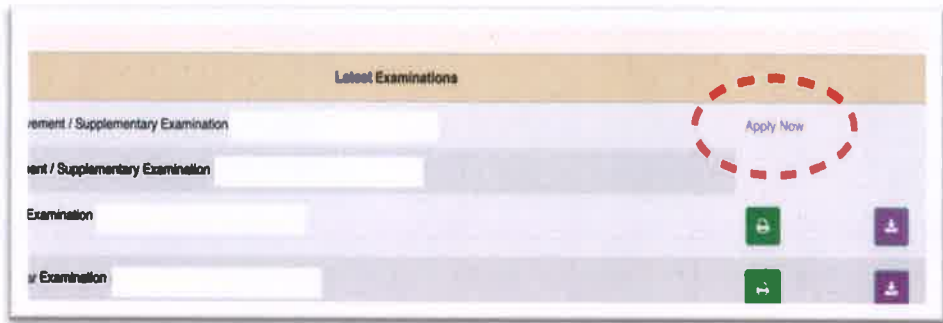 Latest Examinations
vement / Supplementary Examination
Apply Now
ent / Supplementary Examination
Examination
Examination